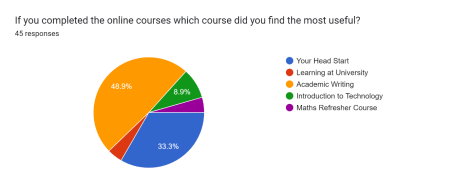 If you completed the online courses which course did you find the most useful?
45 responses
Your Head Start
Learning at University
Academic Writing
Introduction to Technology
Maths Refresher Course
48.9%
8.9%
33.3%